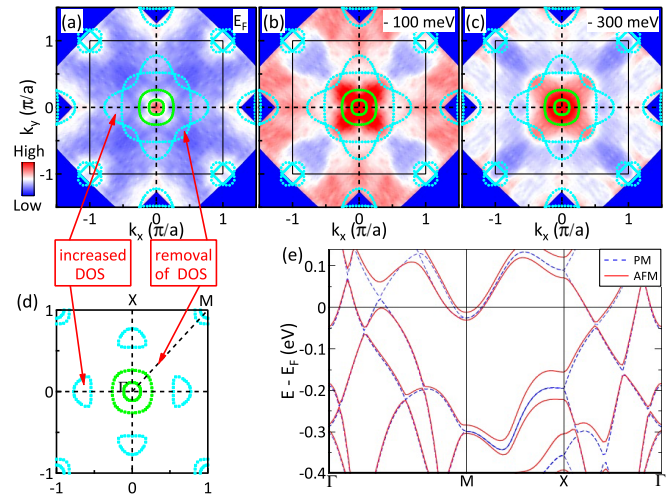 (a) E_F (b) - 100 meV (c) - 300 meV
1
0
-1
k_y (π/a)
High
Low
-1 0 1 -1 0 1 -1 0 1
k_x (π/a) k_x (π/a) k_x (π/a)
increased
DOS
removal
of DOS
(d) X M
1
0
-1
Γ
-1 0 1
(e)
PM
AFM
E - E_F (eV)
0.1
0
-0.1
-0.2
-0.3
-0.4
Γ M X Γ